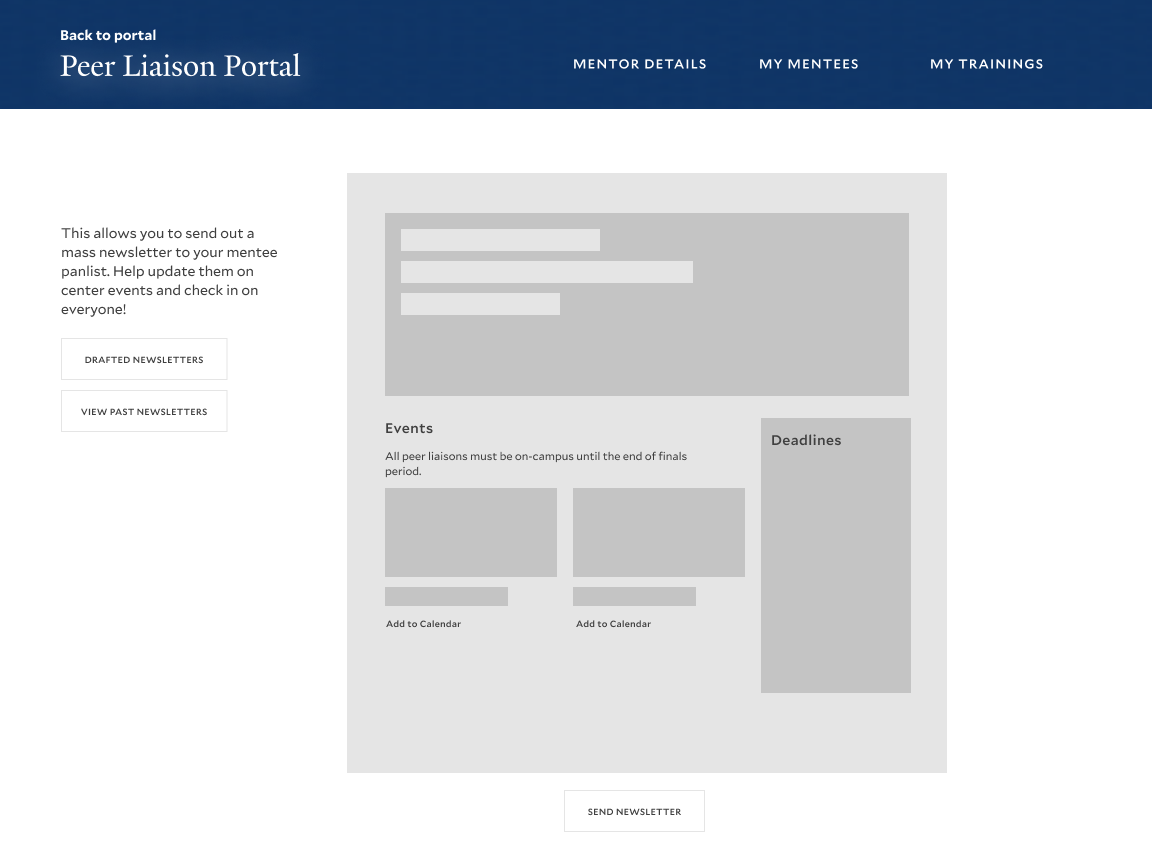 Back to portal
Peer Liaison Portal
MENTOR DETAILS
MY MENTEES
MY TRAININGS
This allows you to send out a
mass newsletter to your mentee
panlist. Help update them on
center events and check in on
everyone!
DRAFTED NEWSLETTERS
VIEW PAST NEWSLETTERS
Events
All peer liaisons must be on-campus until the end of finals
period.
Add to Calendar
Add to Calendar
Deadlines
SEND NEWSLETTER